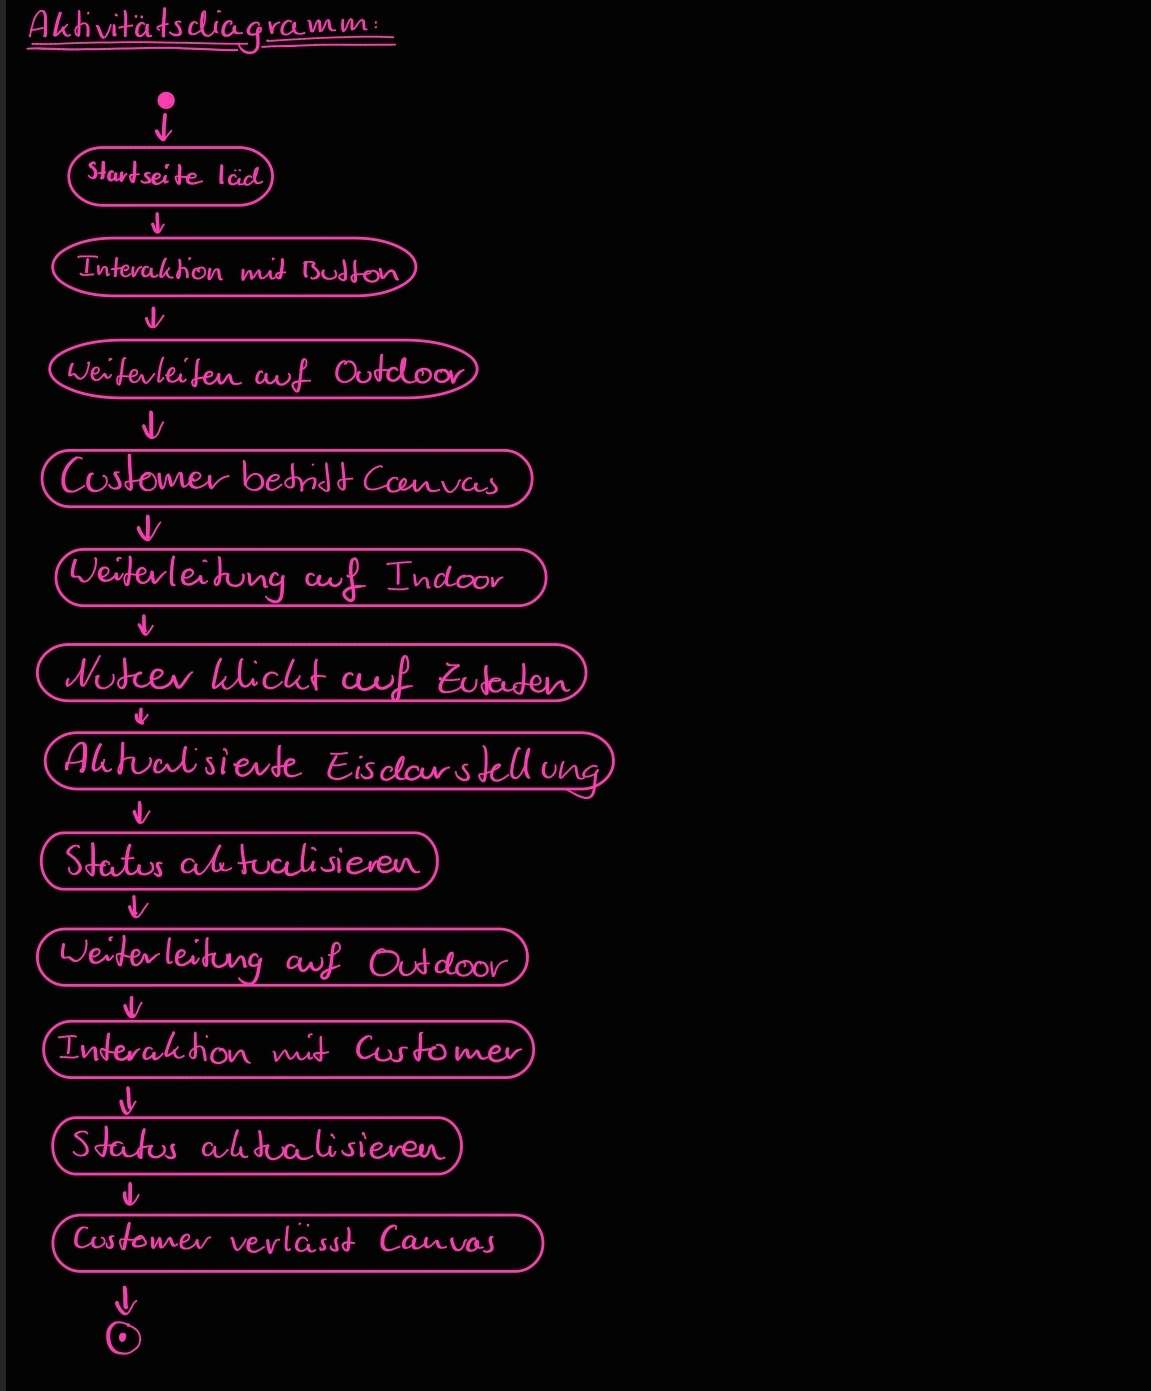 Aktivitätsdiagramm:
Startseite läd
Interaktion mit Button
Weiterleiten auf Outdoor
Customer betritt Canvas
Weiterleitung auf Indoor
Nutzer klickt auf Zutaten
Aktualisierte Eisdarstellung
Status aktualisieren
Weiterleitung auf Outdoor
Interaktion mit Customer
Status aktualisieren
Customer verlässt Canvas